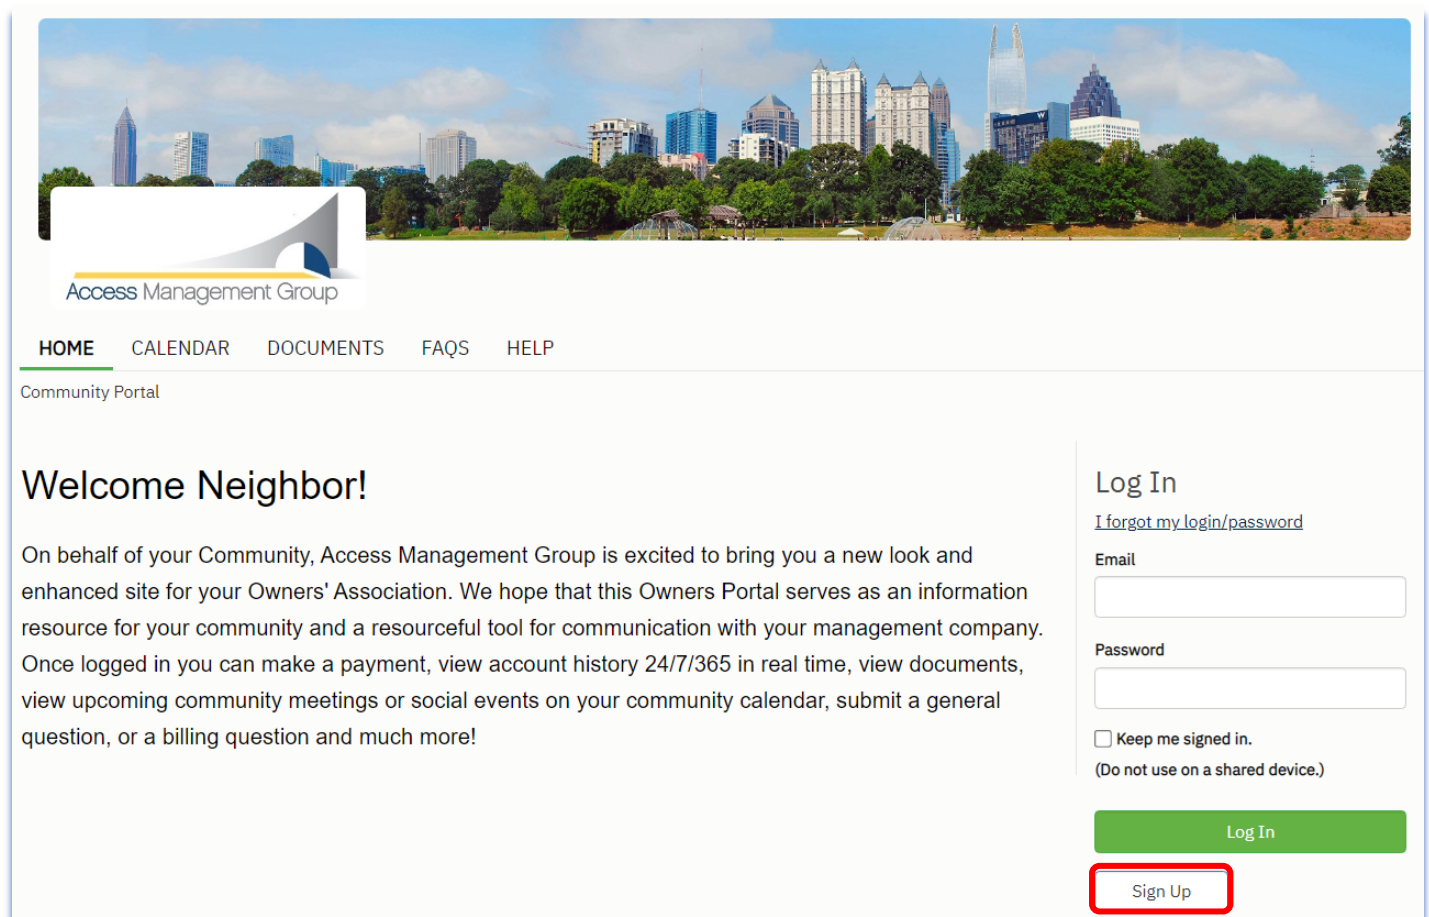 Access Management Group
HOME CALENDAR DOCUMENTS FAQS HELP
Community Portal
Welcome Neighbor!
On behalf of your Community, Access Management Group is excited to bring you a new look and
enhanced site for your Owners' Association. We hope that this Owners Portal serves as an information
resource for your community and a resourceful tool for communication with your management company.
Once logged in you can make a payment, view account history 24/7/365 in real time, view documents,
view upcoming community meetings or social events on your community calendar, submit a general
question, or a billing question and much more!
Log In
I forgot my login/password
Email
Password
Keep me signed in.
(Do not use on a shared device.)
Log In
Sign Up